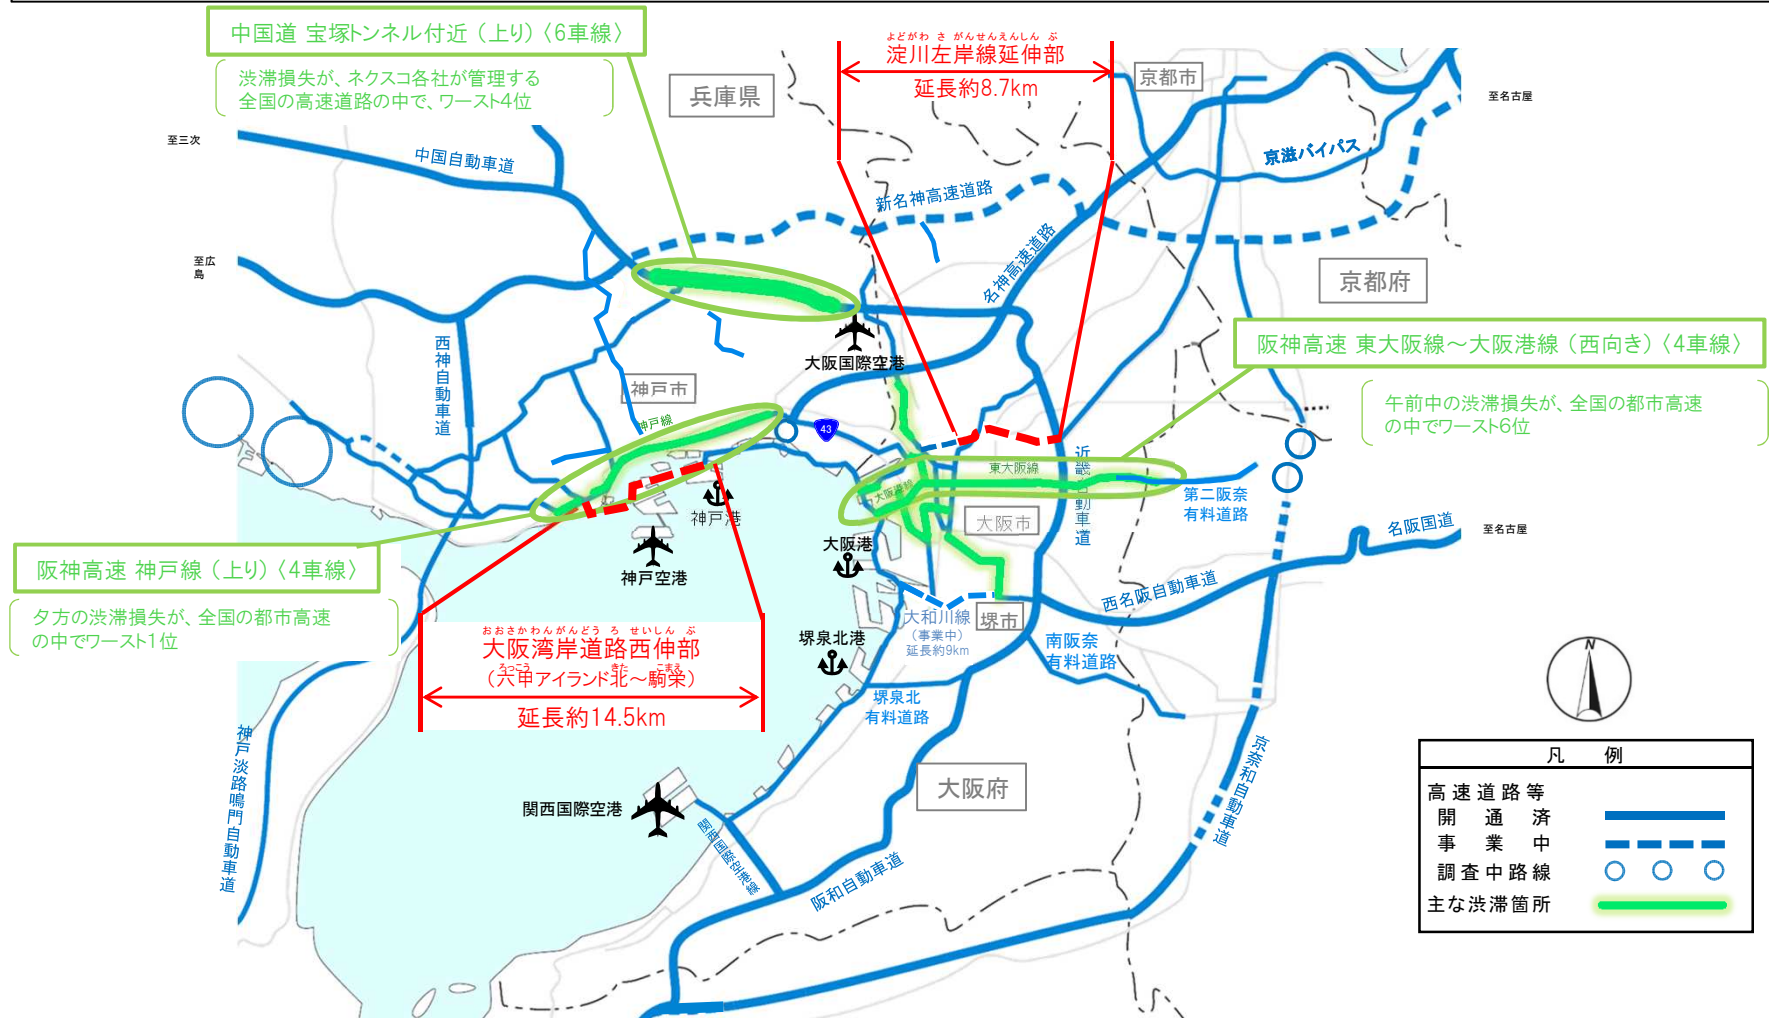 中国道 宝塚トンネル付近（上り）〈6車線〉
渋滞損失が、ネクスコ各社が管理する
全国の高速道路の中で、ワースト4位
よどがわ さ がんせんえんしん ぶ
淀川左岸線延伸部
延長約8.7km
兵庫県
京都市
至名古屋
至三次
中国自動車道
京滋バイパス
新名神高速道路
名神高速道路
至広
島
京都府
大阪国際空港
阪神高速 東大阪線～大阪港線（西向き）〈4車線〉
午前中の渋滞損失が、全国の都市高速
の中でワースト6位
西神自動車道
神戸市
神戸線
43
近畿自動車道
東大阪線
大阪港線
第二阪奈
有料道路
大阪市
名阪国道
至名古屋
神戸港
大阪港
神戸空港
阪神高速 神戸線（上り）〈4車線〉
夕方の渋滞損失が、全国の都市高速
の中でワースト1位
西名阪自動車道
大和川線
（事業中）
延長約9km
堺市
南阪奈
有料道路
おおさかわんがんどう ろ せいしん ぶ
大阪湾岸道路西伸部
ろっこう きた こまえ
（六甲アイランド北～駒栄）
延長約14.5km
堺泉北港
堺泉北
有料道路
N
神戸淡路鳴門自動車道
京奈和自動車道
大阪府
関西国際空港
関西国際空港線
阪和自動車道
凡 例
高速道路等
開 通 済
事 業 中
調査中路線
主な渋滞箇所